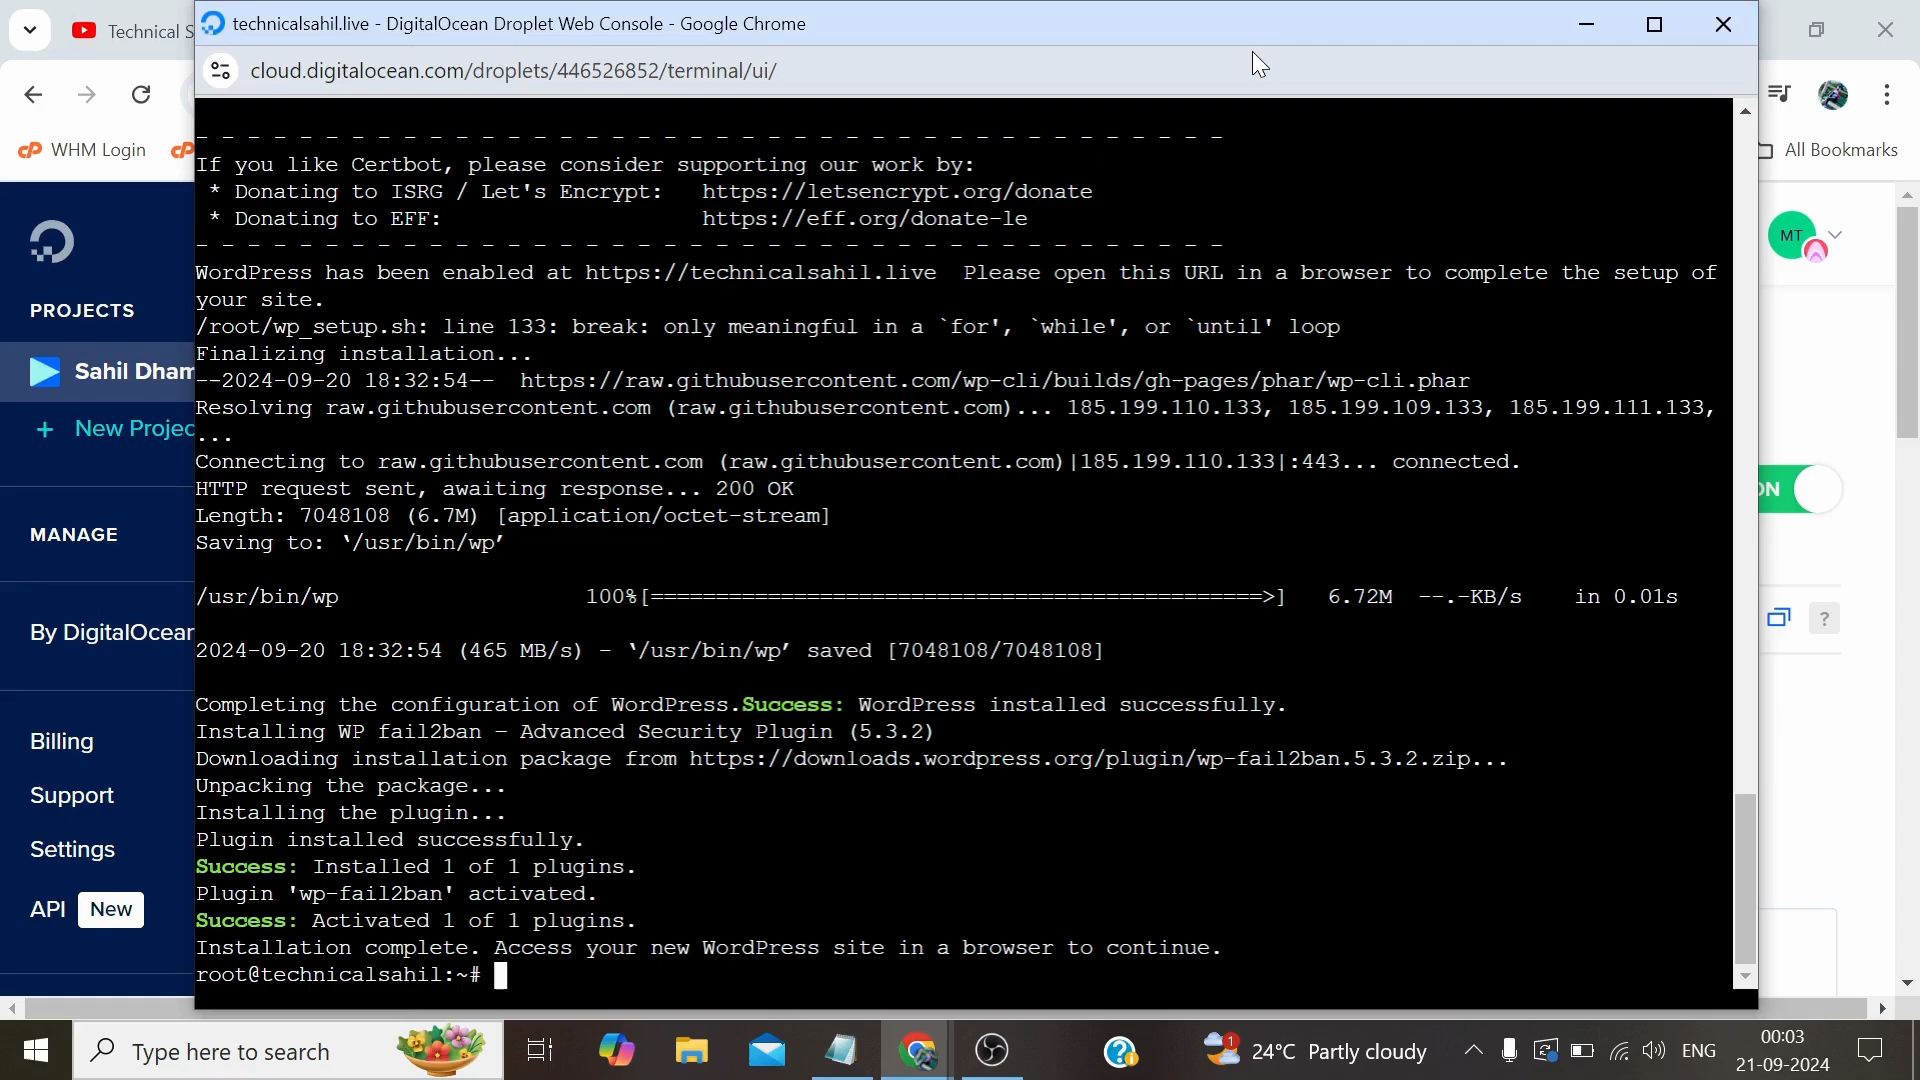 Technical S
technicalsahil.live - DigitalOcean Droplet Web Console - Google Chrome
cloud.digitalocean.com/droplets/446526852/terminal/ui/
WHM Login
All Bookmarks
PROJECTS
Sahil Dham
+ New Projec
MANAGE
By DigitalOcean
Billing
Support
Settings
API New
- - - - - - - - - - - - - - - - - - - - - - - - - - - - - - - - - - - - - - - -
If you like Certbot, please consider supporting our work by:
* Donating to ISRG / Let's Encrypt: https://letsencrypt.org/donate
* Donating to EFF: https://eff.org/donate-le
- - - - - - - - - - - - - - - - - - - - - - - - - - - - - - - - - - - - - - - -
WordPress has been enabled at https://technicalsahil.live Please open this URL in a browser to complete the setup of
your site.
/root/wp_setup.sh: line 133: break: only meaningful in a `for', `while', or `until' loop
Finalizing installation...
--2024-09-20 18:32:54-- https://raw.githubusercontent.com/wp-cli/builds/gh-pages/phar/wp-cli.phar
Resolving raw.githubusercontent.com (raw.githubusercontent.com)... 185.199.110.133, 185.199.109.133, 185.199.111.133,
...
Connecting to raw.githubusercontent.com (raw.githubusercontent.com)|185.199.110.133|:443... connected.
HTTP request sent, awaiting response... 200 OK
Length: 7048108 (6.7M) [application/octet-stream]
Saving to: ‘/usr/bin/wp’
/usr/bin/wp 100%[===============================================>] 6.72M --.-KB/s in 0.01s
2024-09-20 18:32:54 (465 MB/s) - ‘/usr/bin/wp’ saved [7048108/7048108]
Completing the configuration of WordPress.Success: WordPress installed successfully.
Installing WP fail2ban – Advanced Security Plugin (5.3.2)
Downloading installation package from https://downloads.wordpress.org/plugin/wp-fail2ban.5.3.2.zip...
Unpacking the package...
Installing the plugin...
Plugin installed successfully.
Success: Installed 1 of 1 plugins.
Plugin 'wp-fail2ban' activated.
Success: Activated 1 of 1 plugins.
Installation complete. Access your new WordPress site in a browser to continue.
root@technicalsahil:~#
MT
ON
?
Type here to search
1
24°C Partly cloudy
ENG
00:03
21-09-2024